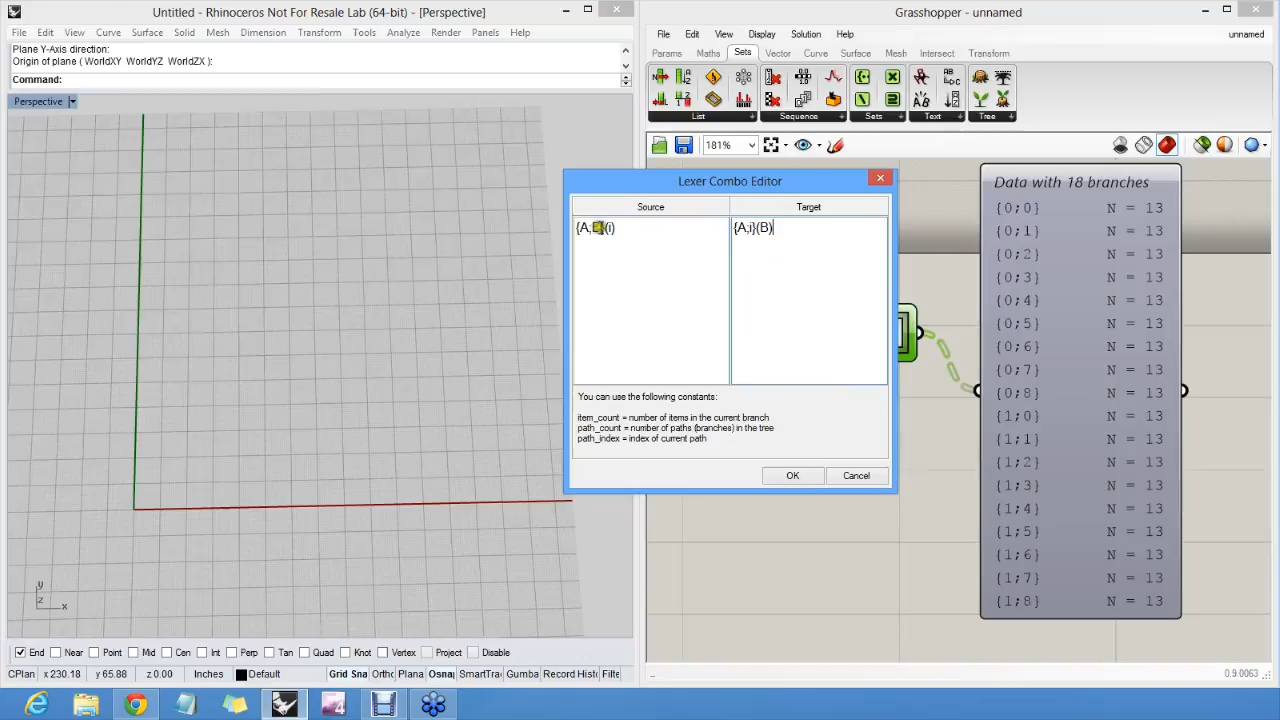 Untitled - Rhinoceros Not For Resale Lab (64-bit) - [Perspective]
File Edit View Curve Surface Solid Mesh Dimension Transform Tools Analyze Render Panels Help
Plane Y-Axis direction:
Origin of plane ( WorldXY WorldYZ WorldZX ):
Command:
Perspective
y
z x
End Near Point Mid Cen Int Perp Tan Quad Knot Vertex Project Disable
CPlan x 230.18 y 65.88 z 0.00 Inches Default Grid Sna Ortho Plana Osnap SmartTrac Gumba Record Histo Filte
Grasshopper - unnamed
File Edit View Display Solution Help unnamed
Params Maths Sets Vector Curve Surface Mesh Intersect Transform
List Sequence Sets Text Tree
181%
Lexer Combo Editor
Source Target
{A;B}(i) {A;i}(B)
You can use the following constants:
item_count = number of items in the current branch
path_count = number of paths (branches) in the tree
path_index = index of current path
OK Cancel
Data with 18 branches
{0;0} N = 13
{0;1} N = 13
{0;2} N = 13
{0;3} N = 13
{0;4} N = 13
{0;5} N = 13
{0;6} N = 13
{0;7} N = 13
{0;8} N = 13
{1;0} N = 13
{1;1} N = 13
{1;2} N = 13
{1;3} N = 13
{1;4} N = 13
{1;5} N = 13
{1;6} N = 13
{1;7} N = 13
{1;8} N = 13
0.9.0063